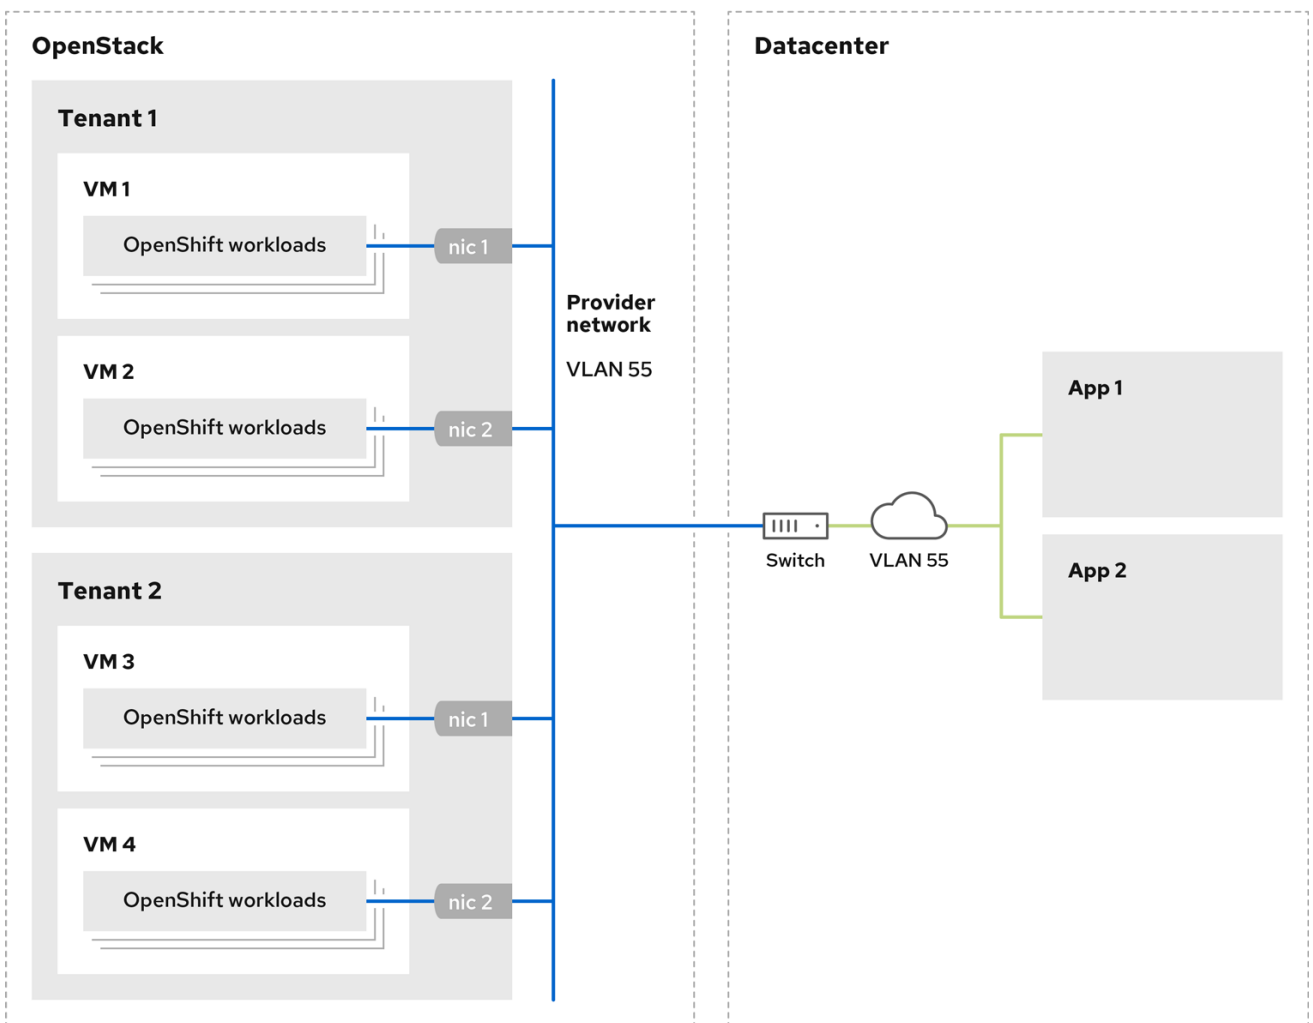 OpenStack
Tenant 1
VM 1
OpenShift workloads
nic 1
VM 2
OpenShift workloads
nic 2
Tenant 2
VM 3
OpenShift workloads
nic 1
VM 4
OpenShift workloads
nic 2
Provider
network
VLAN 55
Datacenter
Switch
VLAN 55
App 1
App 2